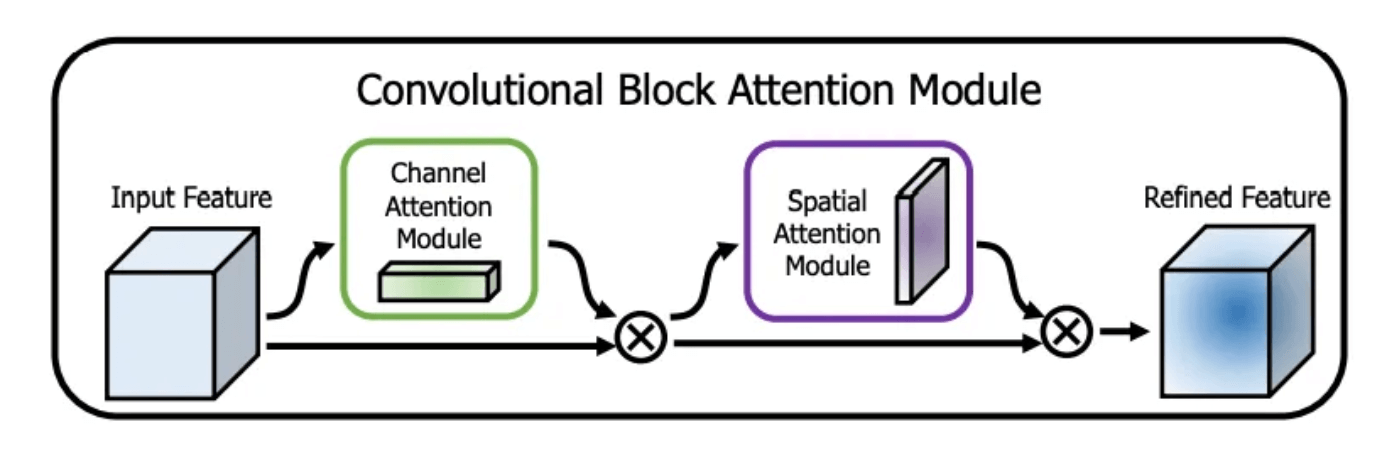 Convolutional Block Attention Module
Input Feature
Channel
Attention
Module
Spatial
Attention
Module
Refined Feature